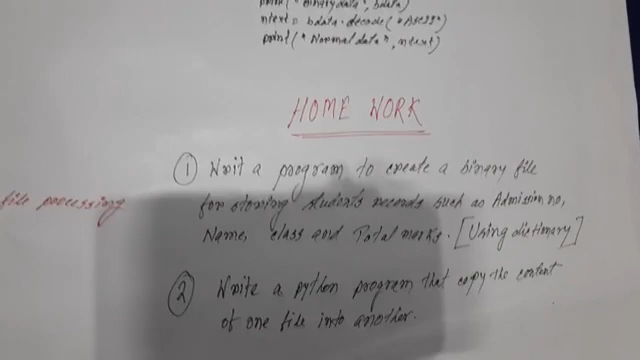 print("Binary data", bdata)
ntext = bdata.decode("Ascii")
print("Normal data", ntext)
HOME WORK
① Writ a program to create a binary file
for storing students records such as Admission no,
Name, class and Total marks. [Using dictionary]
file processing
② Write a python program that copy the content
of one file into another.